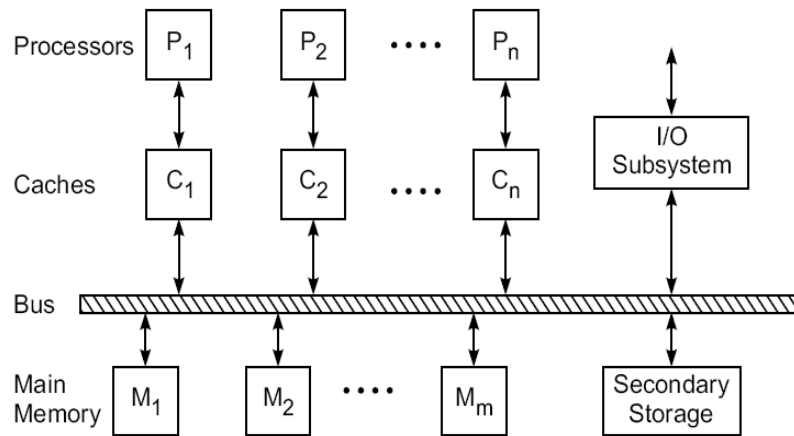 Processors P1 P2 .... Pn
I/O
Subsystem
Caches C1 C2 .... Cn
Bus
Main
Memory M1 M2 .... Mm
Secondary
Storage